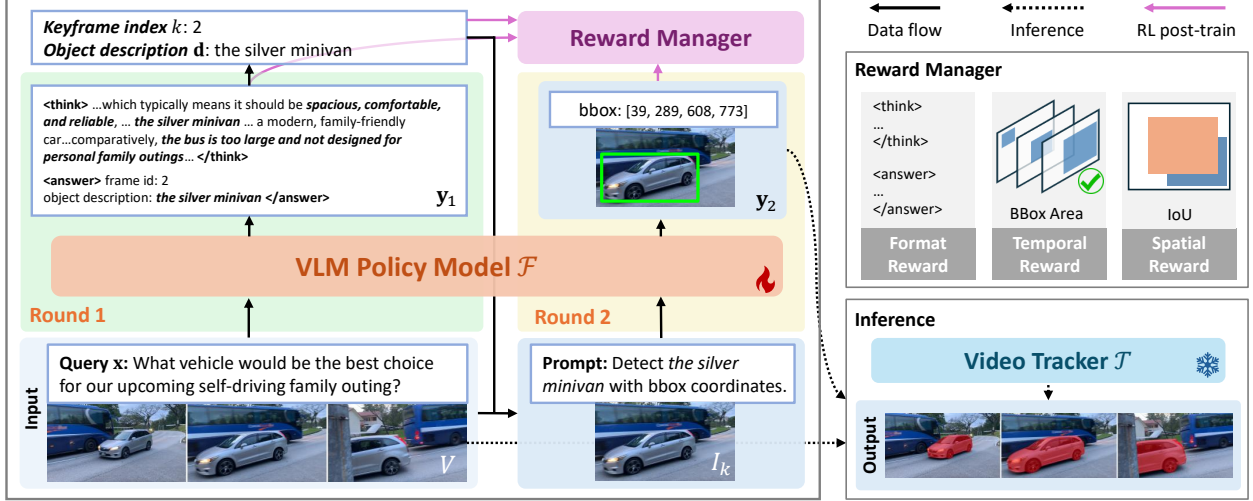 Keyframe index k: 2
Object description d: the silver minivan
Reward Manager
<think> …which typically means it should be spacious, comfortable,
and reliable, … the silver minivan … a modern, family-friendly
car…comparatively, the bus is too large and not designed for
personal family outings… </think>
<answer> frame id: 2
object description: the silver minivan </answer>
y₁
bbox: [39, 289, 608, 773]
y₂
VLM Policy Model ℱ
Round 1
Round 2
Input
Query x: What vehicle would be the best choice
for our upcoming self-driving family outing?
V
Prompt: Detect the silver
minivan with bbox coordinates.
Iₖ
Data flow
Inference
RL post-train
Reward Manager
<think>
…
</think>
<answer>
…
</answer>
Format
Reward
BBox Area
Temporal
Reward
IoU
Spatial
Reward
Inference
Video Tracker 𝒯
Output